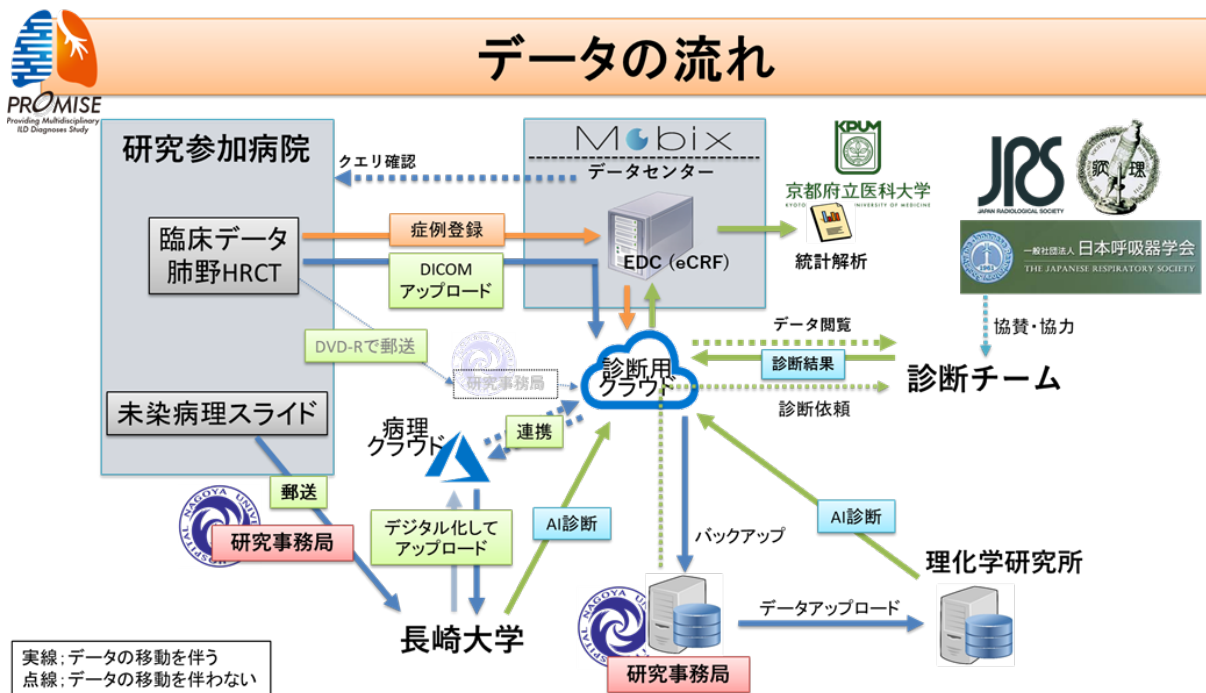 データの流れ
PROMISE
Providing Multidisciplinary
ILD Diagnoses Study
研究参加病院
クエリ確認
Mobix
データセンター
KPUM
京都府立医科大学
UNIVERSITY OF MEDICINE
統計解析
JRS
JAPAN RADIOLOGICAL SOCIETY
病理
一般社団法人 日本呼吸器学会
THE JAPANESE RESPIRATORY SOCIETY
1961
臨床データ
肺野HRCT
症例登録
DICOM
アップロード
EDC (eCRF)
DVD-Rで郵送
研究事務局
診断用
クラウド
データ閲覧
診断結果
診断依頼
協賛・協力
診断チーム
未染病理スライド
病理
クラウド
連携
郵送
研究事務局
デジタル化して
アップロード
AI診断
バックアップ
AI診断
理化学研究所
長崎大学
データアップロード
研究事務局
実線；データの移動を伴う
点線；データの移動を伴わない